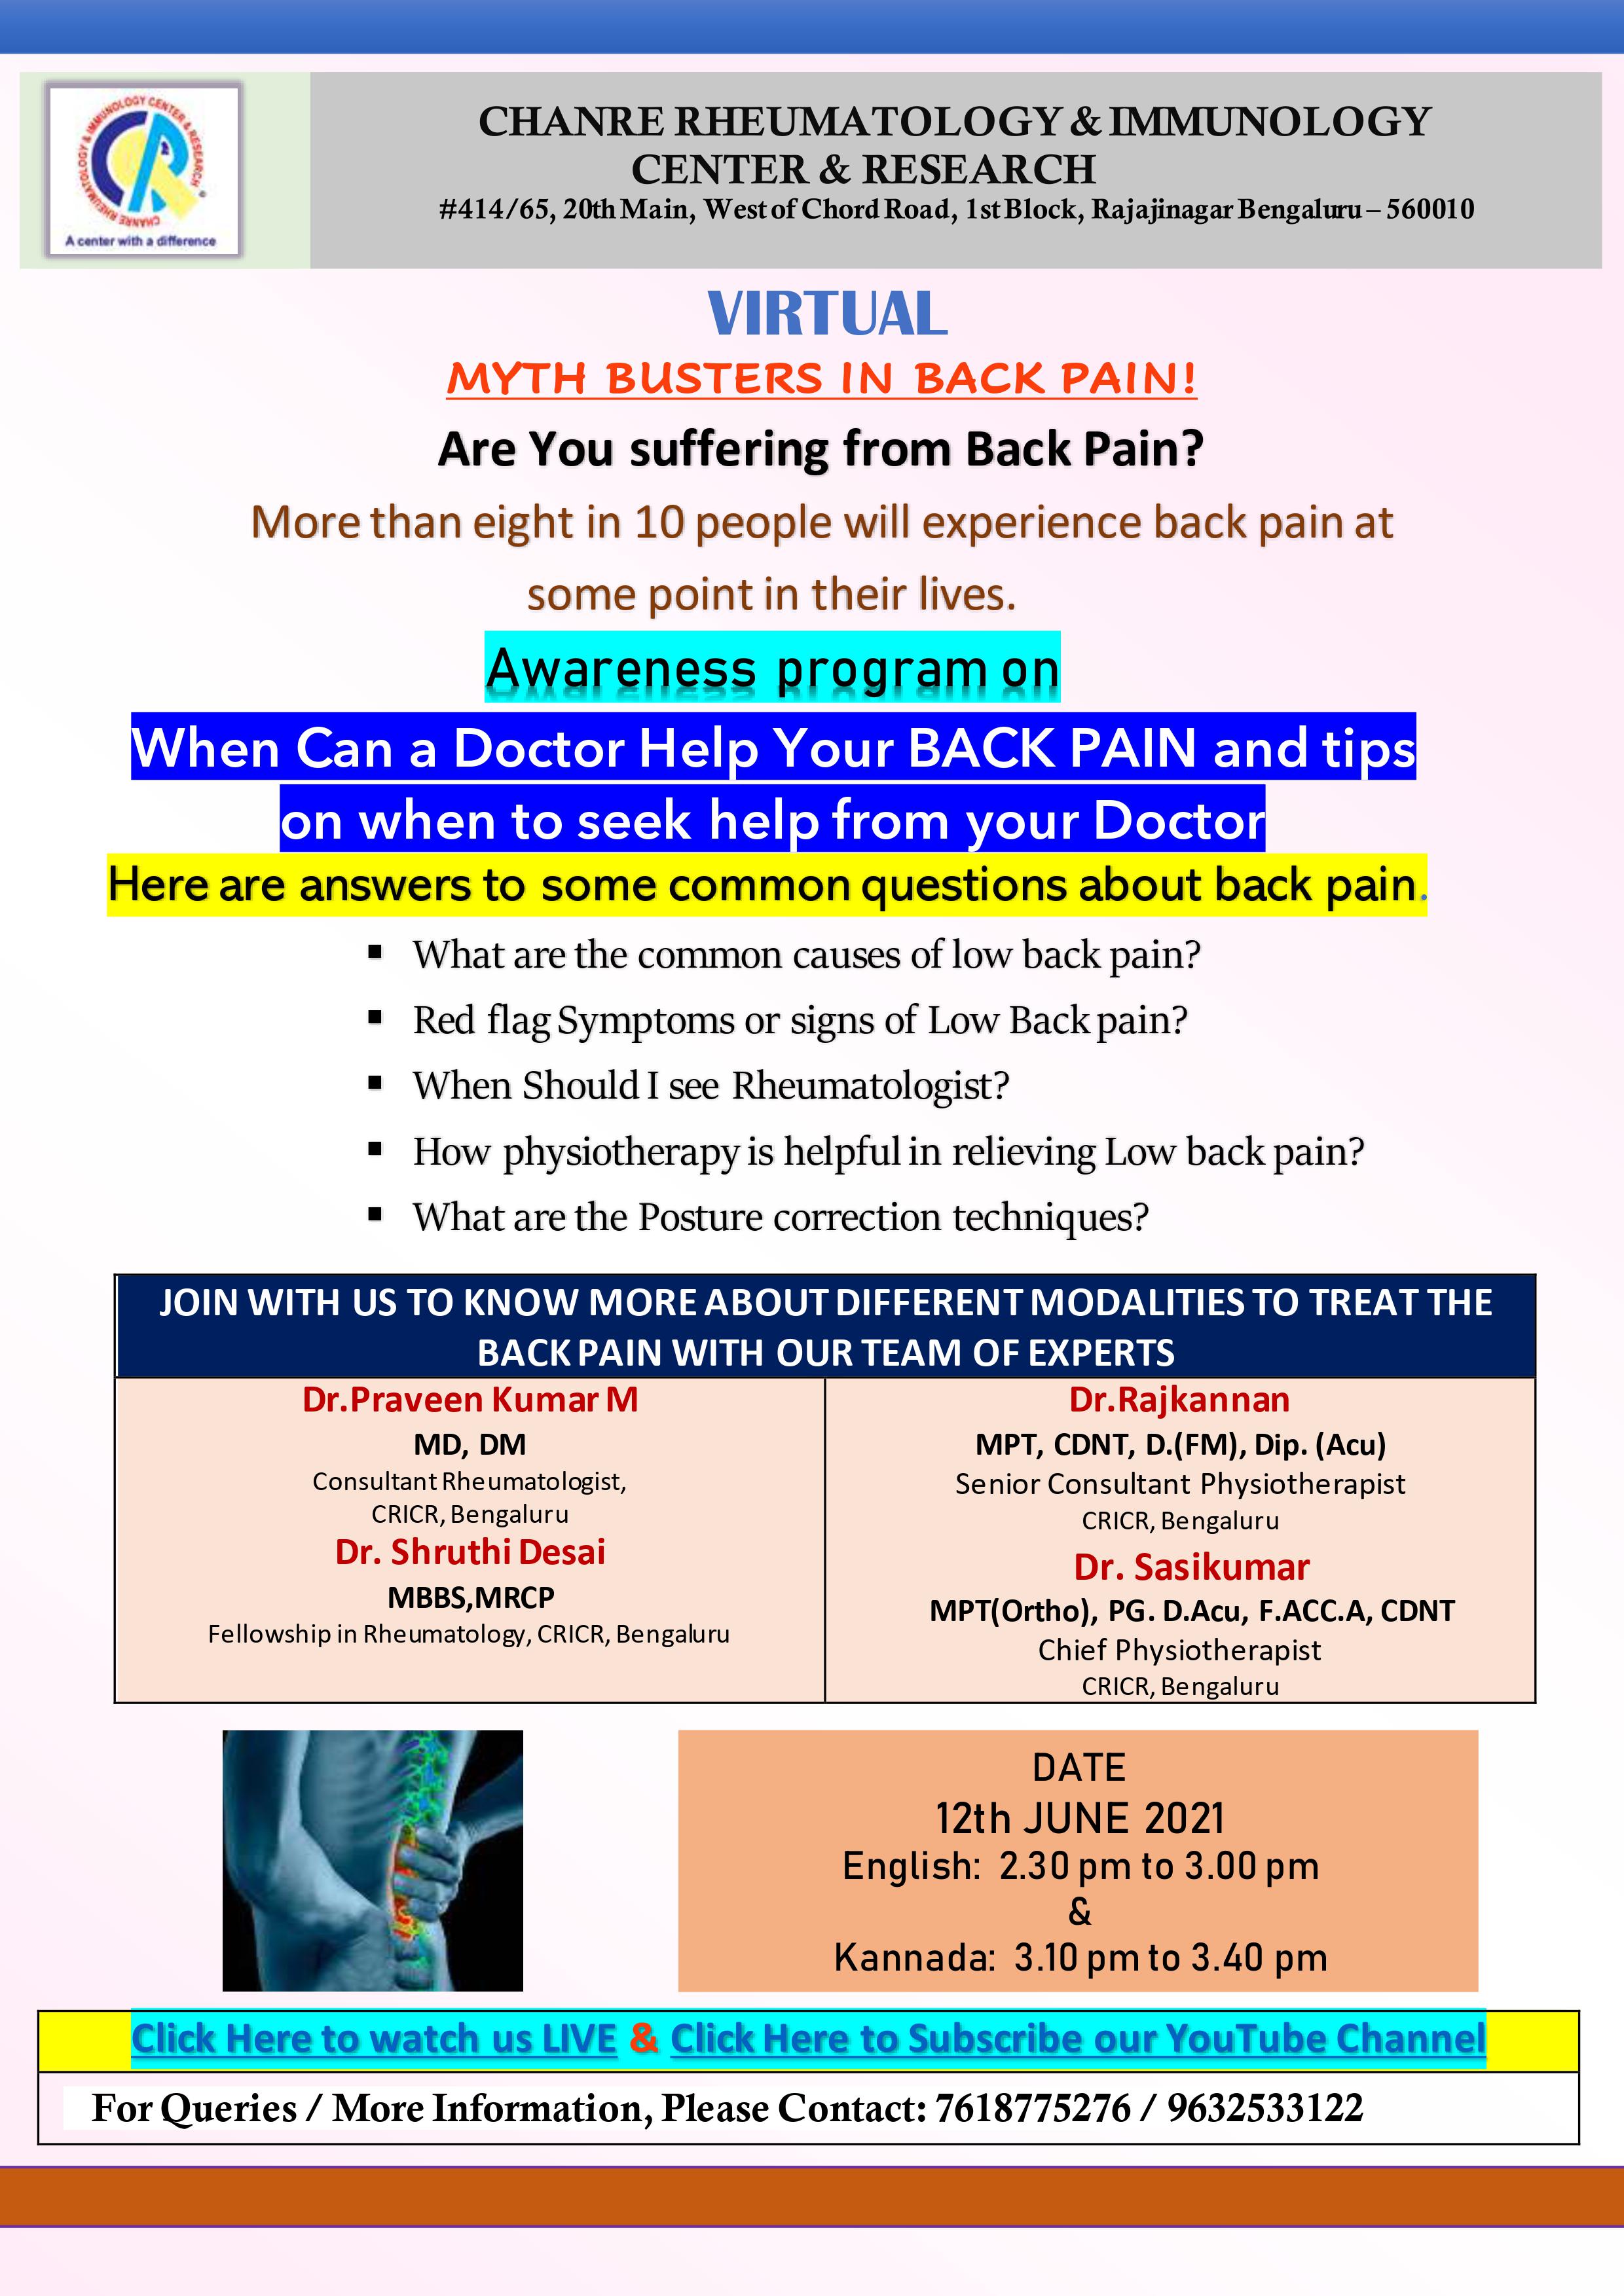 CHANRE RHEUMATOLOGY & IMMUNOLOGY CENTER & RESEARCH
A center with a difference
CHANRE RHEUMATOLOGY & IMMUNOLOGY
CENTER & RESEARCH
#414/65, 20th Main, West of Chord Road, 1st Block, Rajajinagar Bengaluru – 560010
VIRTUAL
MYTH BUSTERS IN BACK PAIN!
Are You suffering from Back Pain?
More than eight in 10 people will experience back pain at
some point in their lives.
Awareness program on
When Can a Doctor Help Your BACK PAIN and tips
on when to seek help from your Doctor
Here are answers to some common questions about back pain.
▪ What are the common causes of low back pain?
▪ Red flag Symptoms or signs of Low Back pain?
▪ When Should I see Rheumatologist?
▪ How physiotherapy is helpful in relieving Low back pain?
▪ What are the Posture correction techniques?
JOIN WITH US TO KNOW MORE ABOUT DIFFERENT MODALITIES TO TREAT THE
BACK PAIN WITH OUR TEAM OF EXPERTS
Dr.Praveen Kumar M
MD, DM
Consultant Rheumatologist,
CRICR, Bengaluru
Dr. Shruthi Desai
MBBS,MRCP
Fellowship in Rheumatology, CRICR, Bengaluru
Dr.Rajkannan
MPT, CDNT, D.(FM), Dip. (Acu)
Senior Consultant Physiotherapist
CRICR, Bengaluru
Dr. Sasikumar
MPT(Ortho), PG. D.Acu, F.ACC.A, CDNT
Chief Physiotherapist
CRICR, Bengaluru
DATE
12th JUNE 2021
English: 2.30 pm to 3.00 pm
&
Kannada: 3.10 pm to 3.40 pm
Click Here to watch us LIVE & Click Here to Subscribe our YouTube Channel
For Queries / More Information, Please Contact: 7618775276 / 9632533122